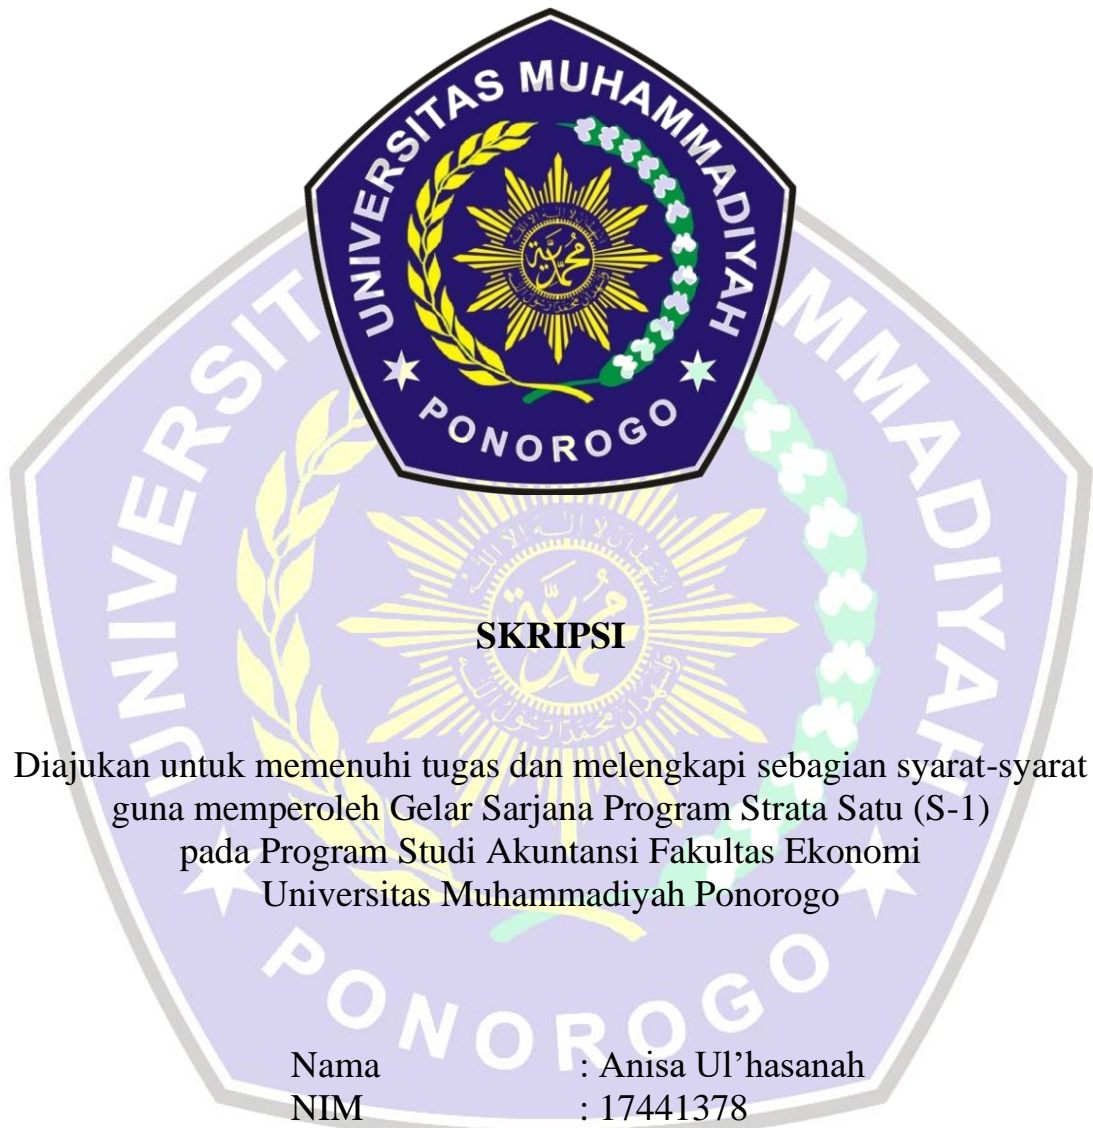 UNIVERSITAS MUHAMMADIYAH
محمدية
PONOROGO
SKRIPSI
Diajukan untuk memenuhi tugas dan melengkapi sebagian syarat-syarat
guna memperoleh Gelar Sarjana Program Strata Satu (S-1)
pada Program Studi Akuntansi Fakultas Ekonomi
Universitas Muhammadiyah Ponorogo
Nama : Anisa Ul’hasanah
NIM : 17441378